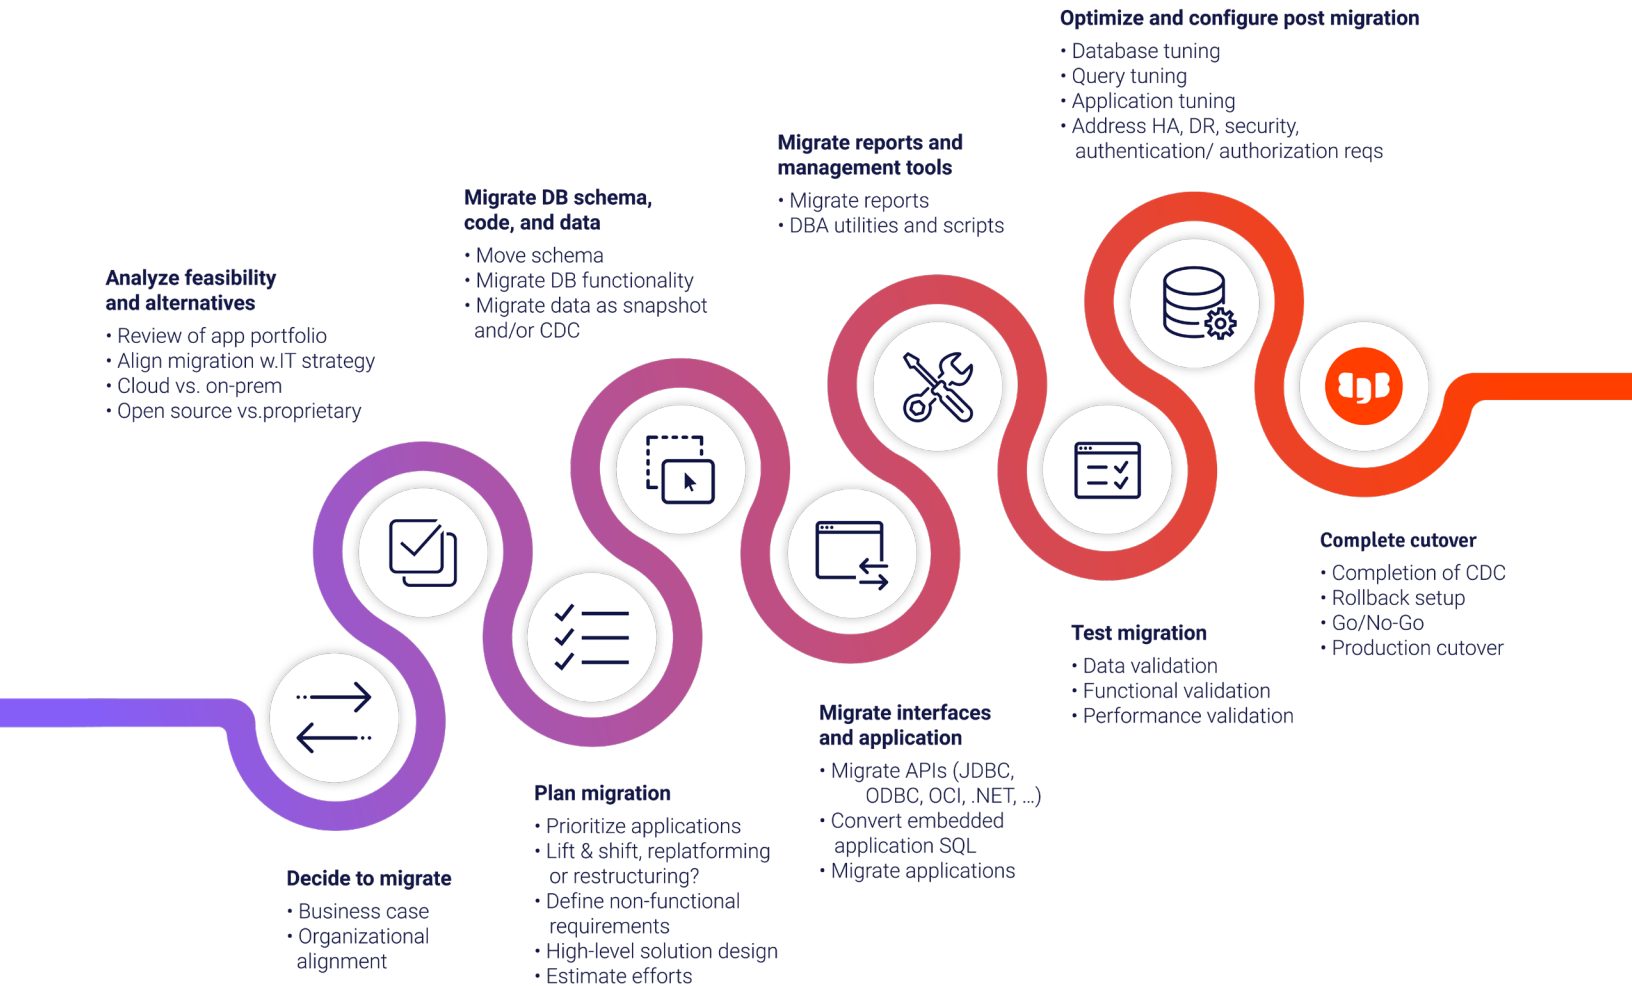 Optimize and configure post migration
• Database tuning
• Query tuning
• Application tuning
• Address HA, DR, security,
authentication/ authorization reqs
Migrate reports and
management tools
• Migrate reports
• DBA utilities and scripts
Migrate DB schema,
code, and data
• Move schema
• Migrate DB functionality
• Migrate data as snapshot
and/or CDC
Analyze feasibility
and alternatives
• Review of app portfolio
• Align migration w.IT strategy
• Cloud vs. on-prem
• Open source vs.proprietary
EDB
Complete cutover
• Completion of CDC
• Rollback setup
• Go/No-Go
• Production cutover
Test migration
• Data validation
• Functional validation
• Performance validation
Migrate interfaces
and application
• Migrate APIs (JDBC,
ODBC, OCI, .NET, …)
• Convert embedded
application SQL
• Migrate applications
Plan migration
• Prioritize applications
• Lift & shift, replatforming
or restructuring?
• Define non-functional
requirements
• High-level solution design
• Estimate efforts
Decide to migrate
• Business case
• Organizational
alignment